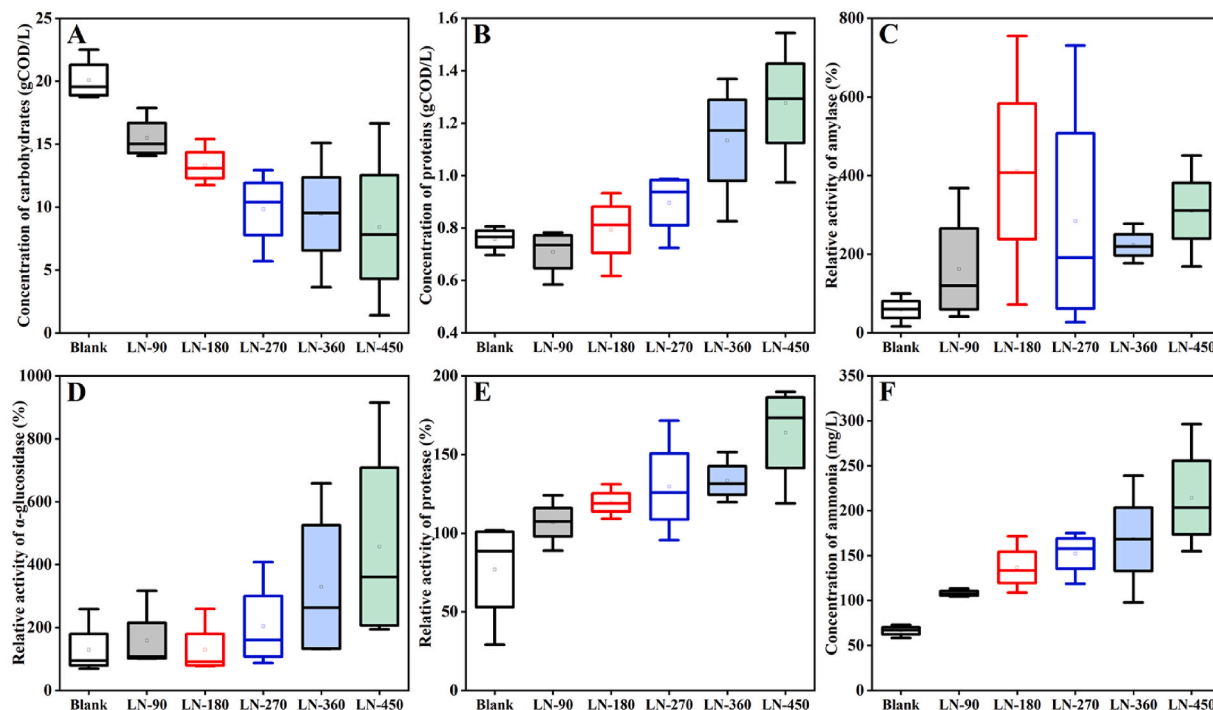 A
Concentration of carbohydrates (gCOD/L)
25
20
15
10
5
0
Blank LN-90 LN-180 LN-270 LN-360 LN-450
B
Concentration of proteins (gCOD/L)
1.6
1.4
1.2
1.0
0.8
0.6
0.4
Blank LN-90 LN-180 LN-270 LN-360 LN-450
C
Relative activity of amylase (%)
800
600
400
200
0
Blank LN-90 LN-180 LN-270 LN-360 LN-450
D
Relative activity of α-glucosidase (%)
1000
800
600
400
200
0
Blank LN-90 LN-180 LN-270 LN-360 LN-450
E
Relative activity of protease (%)
200
150
100
50
0
Blank LN-90 LN-180 LN-270 LN-360 LN-450
F
Concentration of ammonia (mg/L)
350
300
250
200
150
100
50
0
Blank LN-90 LN-180 LN-270 LN-360 LN-450